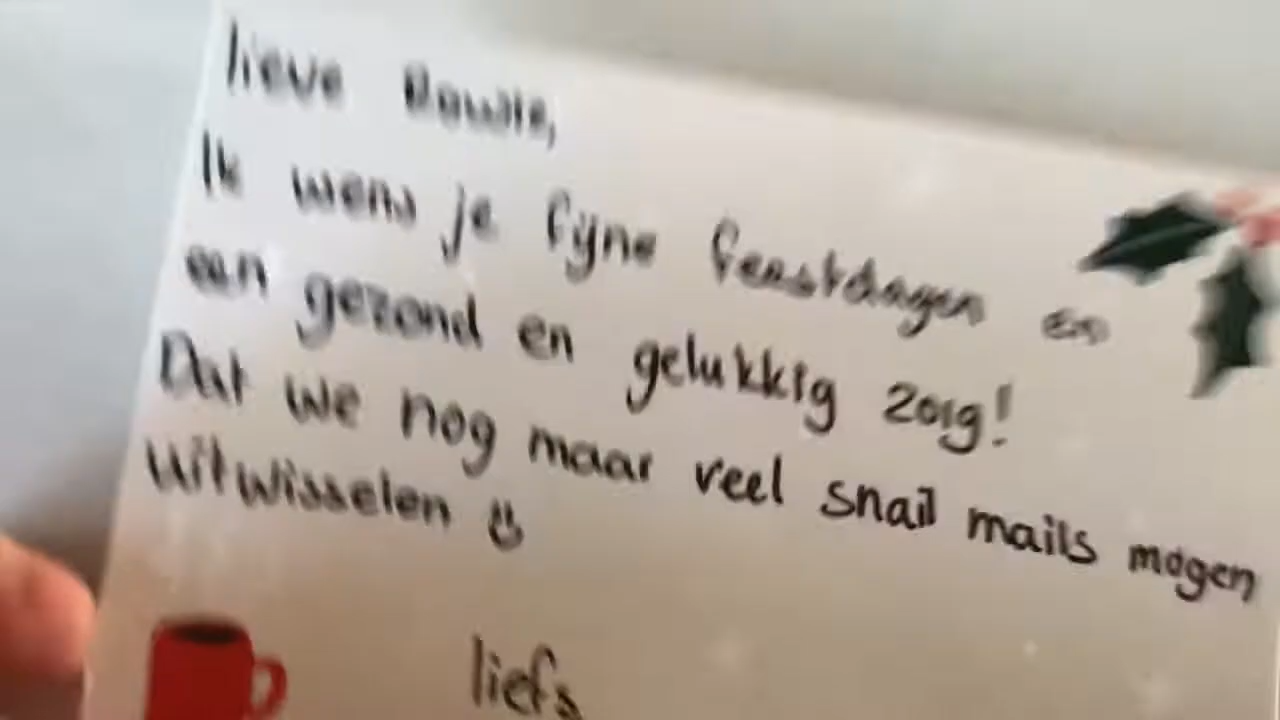 lieve Bowie,
Ik wens je fijne feestdagen en
een gezond en gelukkig 2019!
Dat we nog maar veel snail mails mogen
uitwisselen
liefs